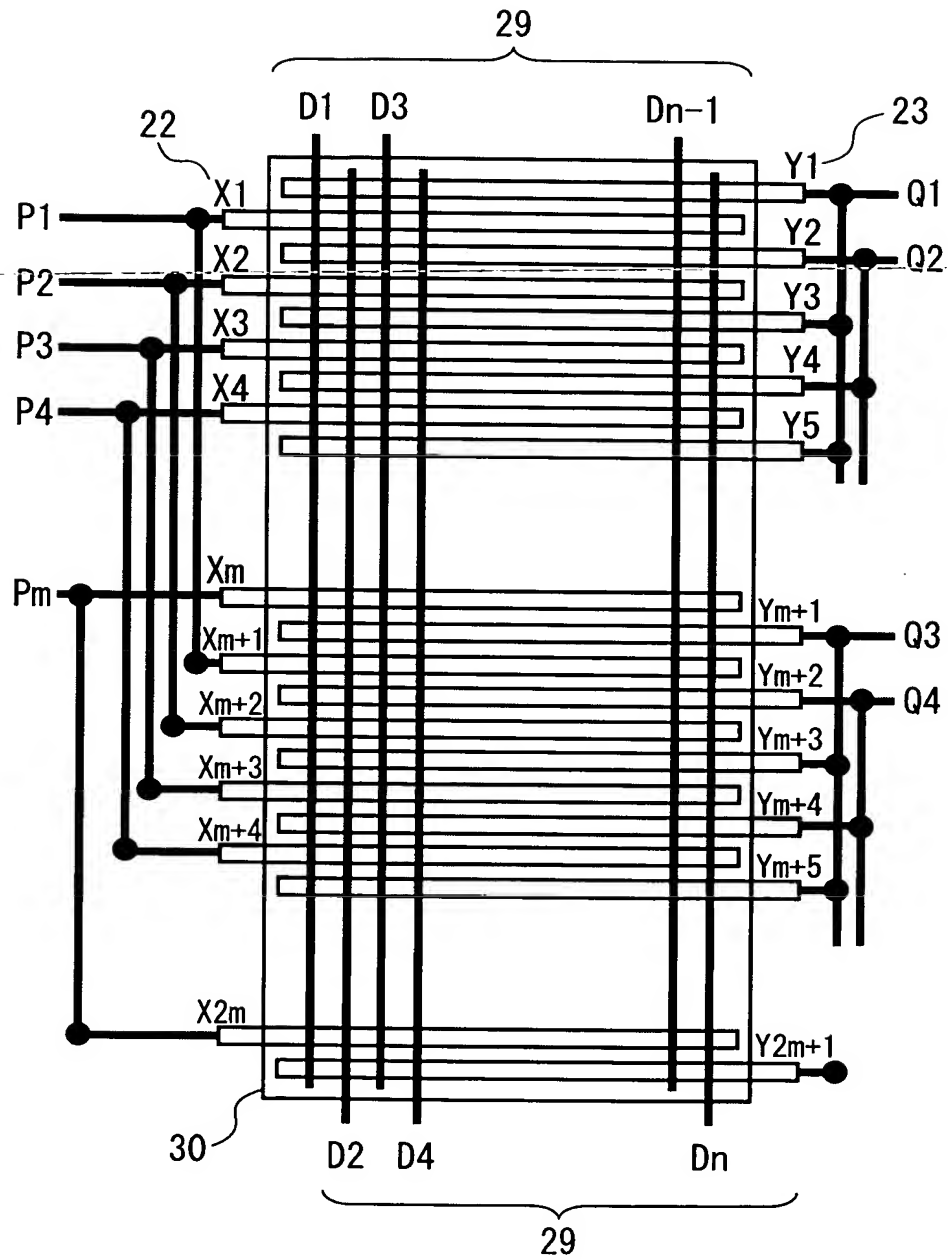 29
D1 D3 Dn-1
22 23
X1 Y1
P1 Q1
X2 Y2
P2 Q2
X3 Y3
P3
X4 Y4
P4
Y5
Xm
Pm
Xm+1 Ym+1
Q3
Xm+2 Ym+2
Q4
Xm+3 Ym+3
Xm+4 Ym+4
Ym+5
X2m
Y2m+1
30
D2 D4 Dn
29